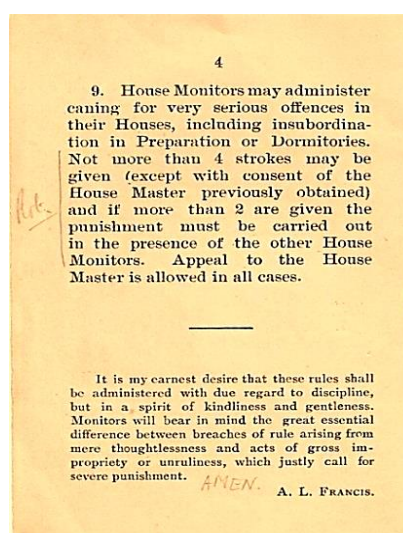 4
9. House Monitors may administer
caning for very serious offences in
their Houses, including insubordina-
tion in Preparation or Dormitories.
Not more than 4 strokes may be
given (except with consent of the
House Master previously obtained)
and if more than 2 are given the
punishment must be carried out
in the presence of the other House
Monitors. Appeal to the House
Master is allowed in all cases.
It is my earnest desire that these rules shall
be administered with due regard to discipline,
but in a spirit of kindliness and gentleness.
Monitors will bear in mind the great essential
difference between breaches of rule arising from
mere thoughtlessness and acts of gross im-
propriety or unruliness, which justly call for
severe punishment.
AMEN.
A. L. FRANCIS.